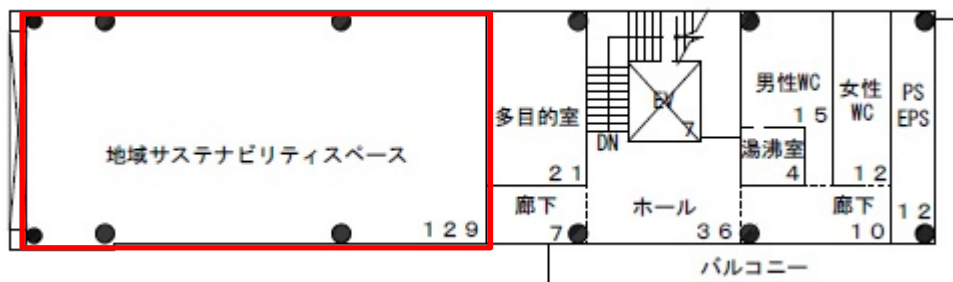 地域サステナビリティスペース
129
多目的室
21
廊下
7
DN
EV
7
ホール
36
男性WC
15
湯沸室
4
女性
WC
12
廊下
10
PS
EPS
12
バルコニー